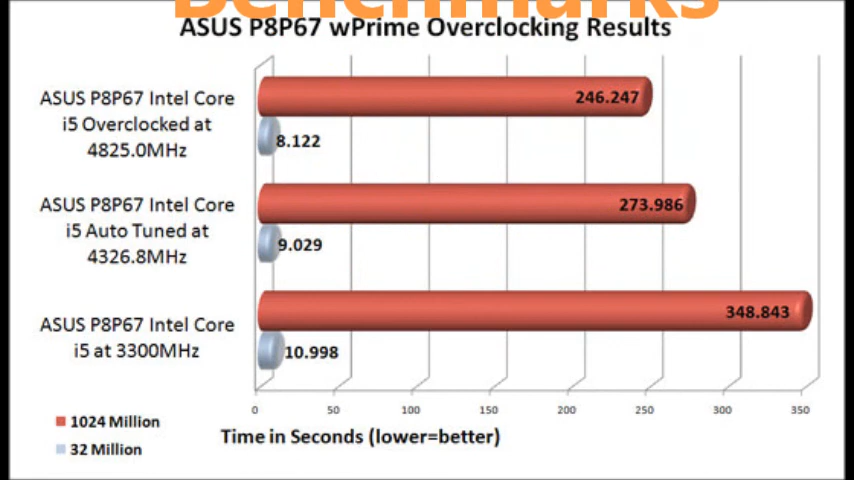 Benchmarks
ASUS P8P67 wPrime Overclocking Results
ASUS P8P67 Intel Core
i5 Overclocked at
4825.0MHz
246.247
8.122
ASUS P8P67 Intel Core
i5 Auto Tuned at
4326.8MHz
273.986
9.029
ASUS P8P67 Intel Core
i5 at 3300MHz
348.843
10.998
0 50 100 150 200 250 300 350
1024 Million
32 Million
Time in Seconds (lower=better)